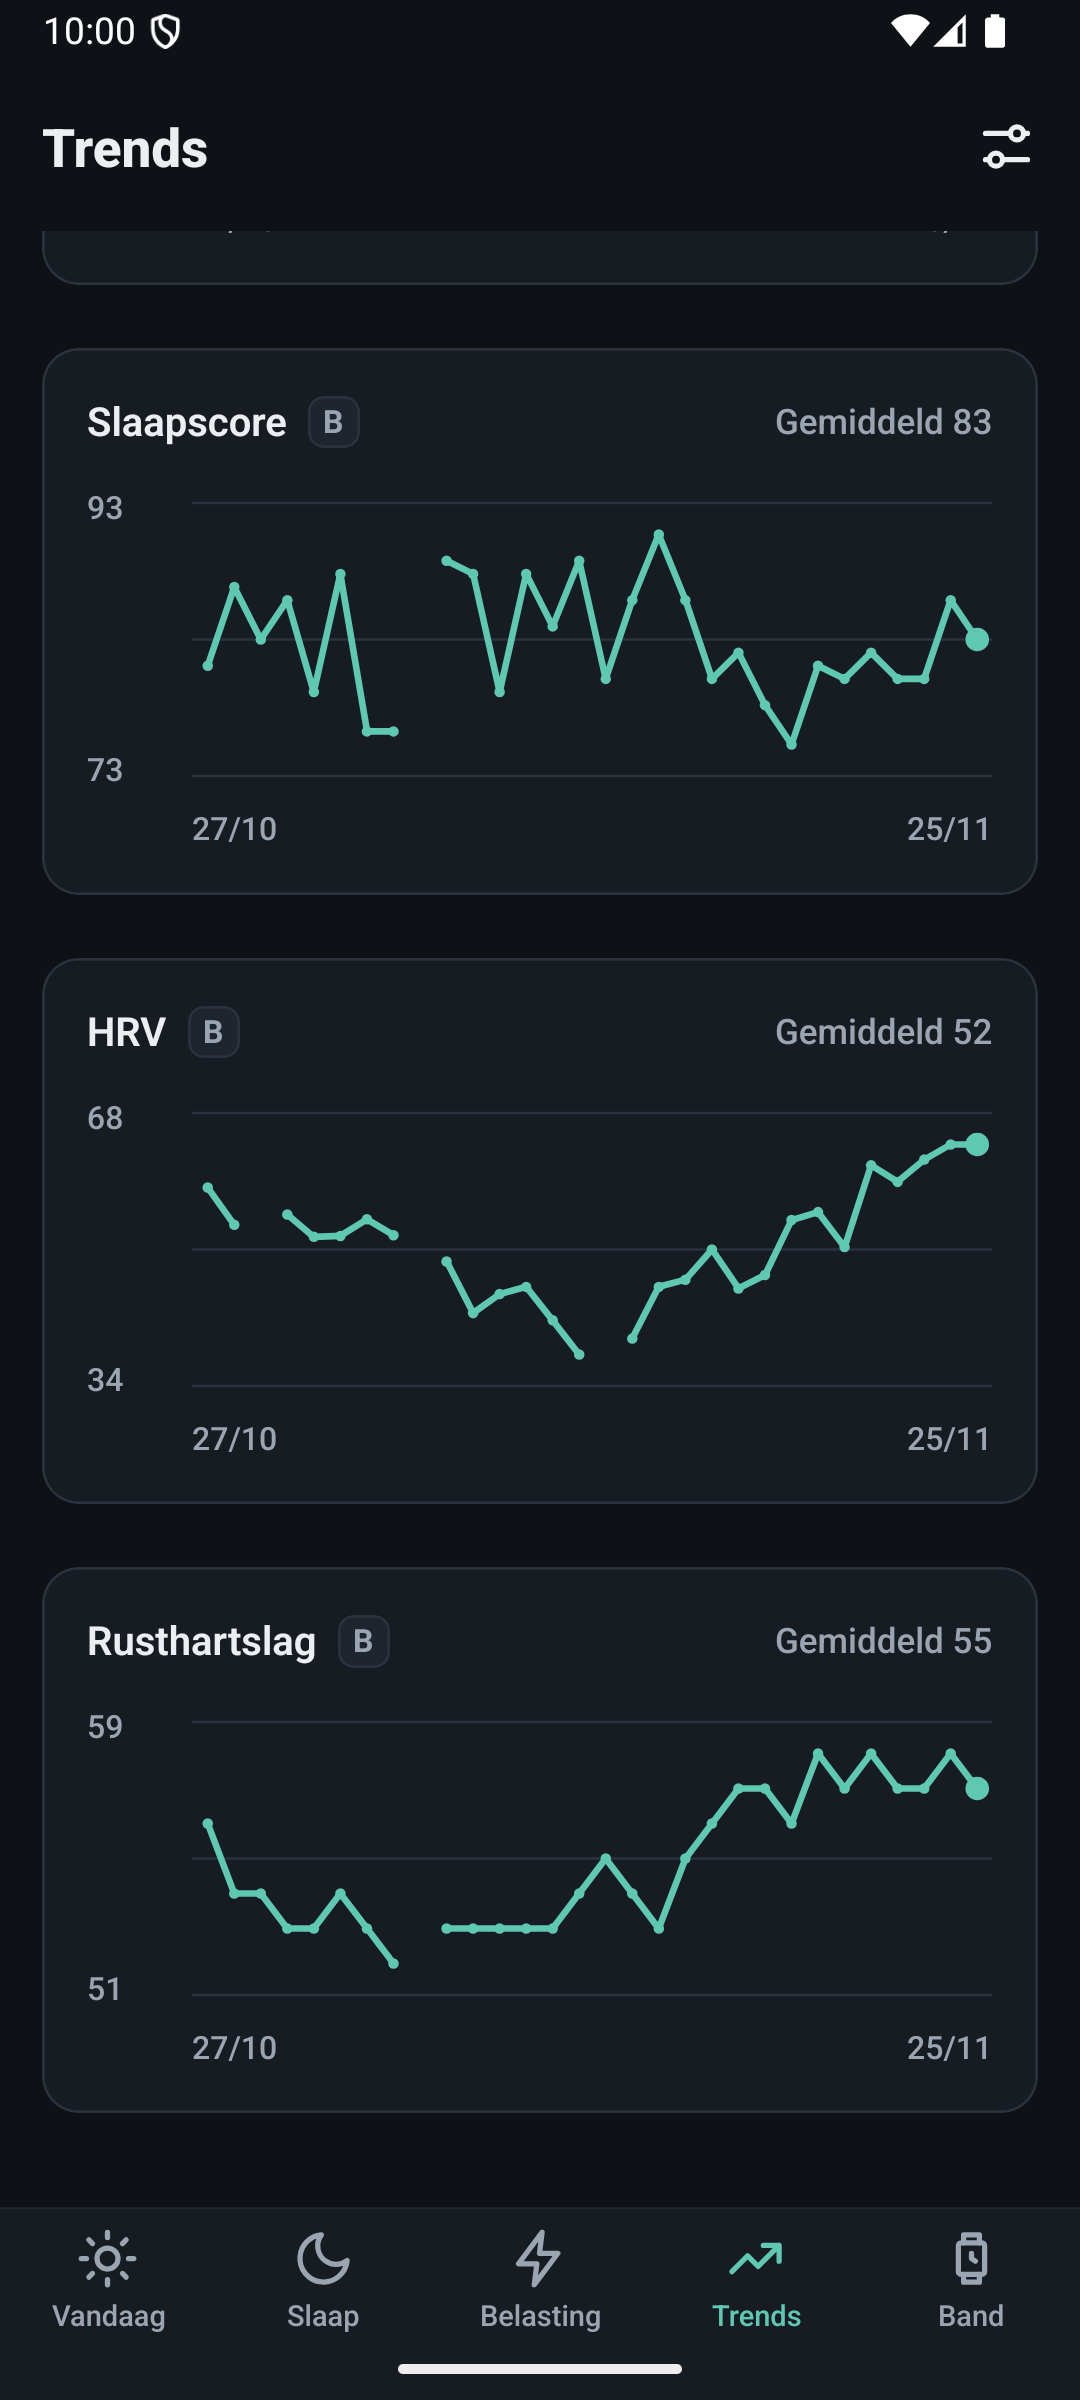 10:00
Trends
Slaapscore B Gemiddeld 83
93
73
27/10 25/11
HRV B Gemiddeld 52
68
34
27/10 25/11
Rusthartslag B Gemiddeld 55
59
51
27/10 25/11
Vandaag Slaap Belasting Trends Band